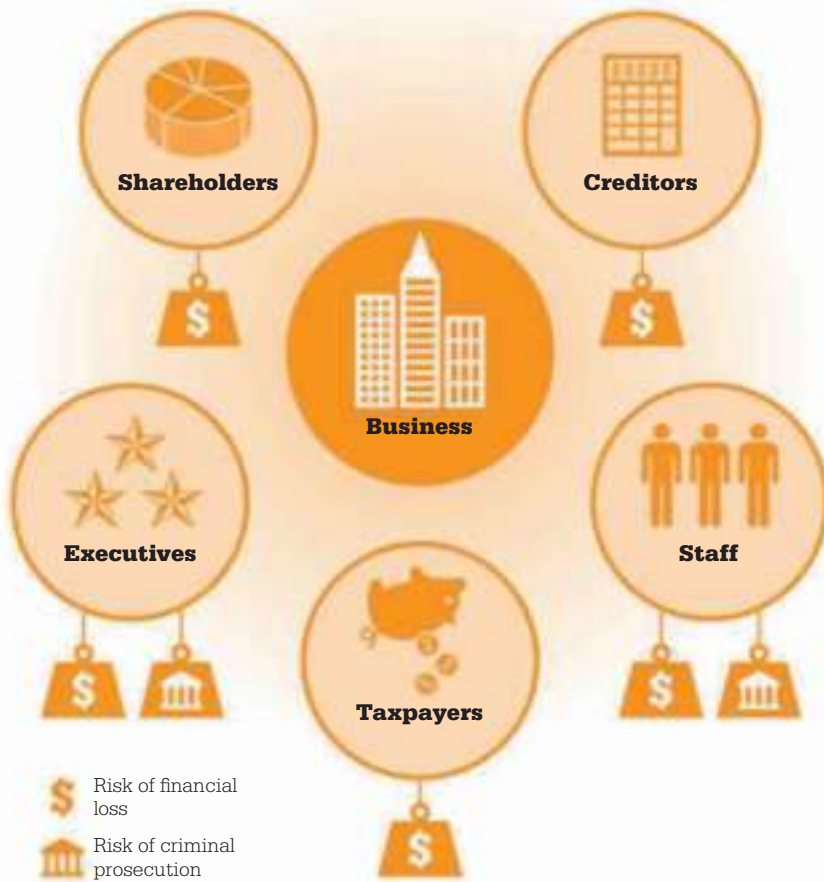 Shareholders
Creditors
Business
Executives
Staff
Taxpayers
$ Risk of financial
loss
Risk of criminal
prosecution
$
$
$
$
$